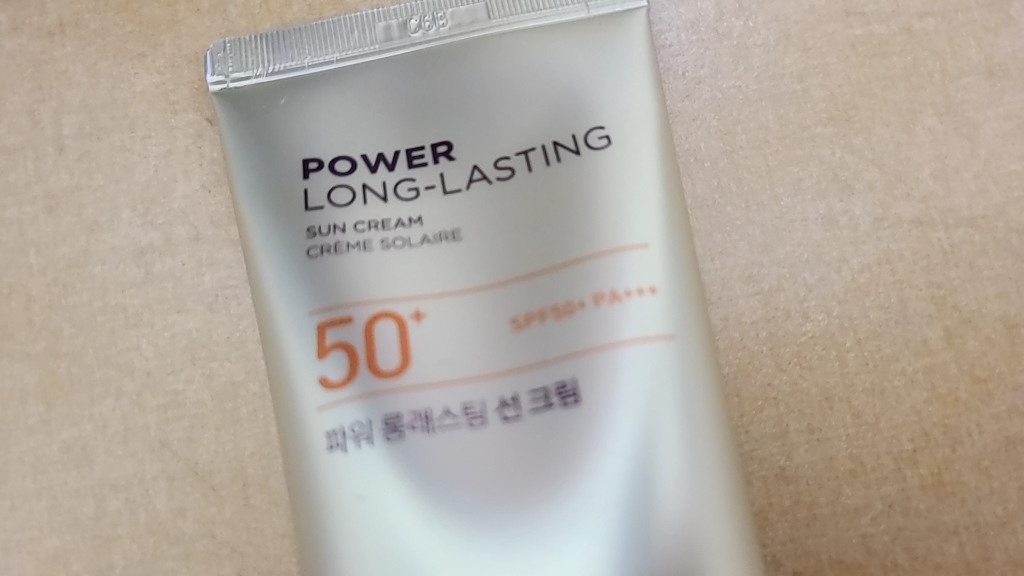 CGB
POWER
LONG-LASTING
SUN CREAM
CRÈME SOLAIRE
50+
SPF50+ PA+++
파워 롱래스팅 선 크림